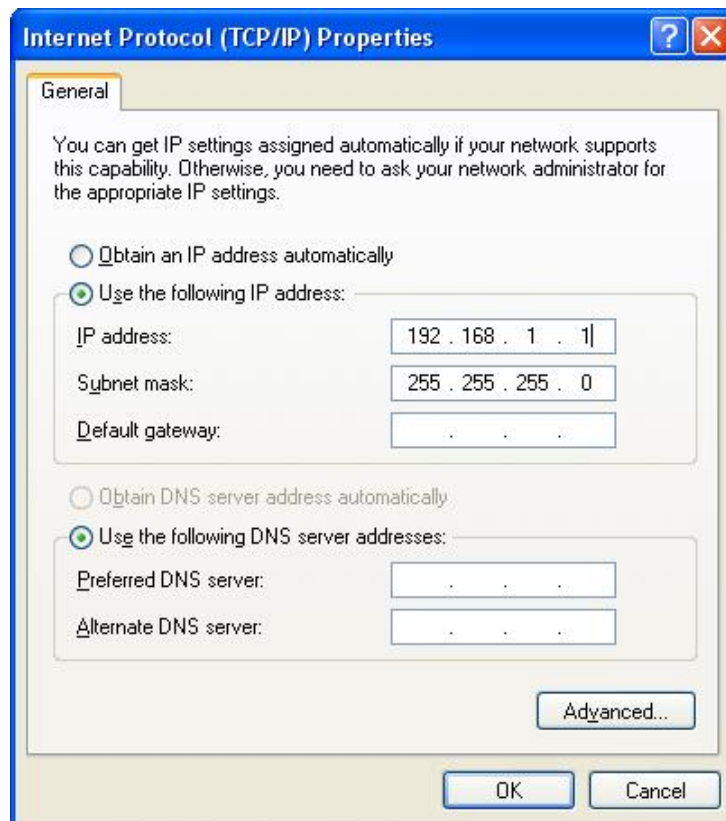 Internet Protocol (TCP/IP) Properties
General
You can get IP settings assigned automatically if your network supports
this capability. Otherwise, you need to ask your network administrator for
the appropriate IP settings.
Obtain an IP address automatically
Use the following IP address:
IP address: 192 . 168 . 1 . 1
Subnet mask: 255 . 255 . 255 . 0
Default gateway: . . .
Obtain DNS server address automatically
Use the following DNS server addresses:
Preferred DNS server: . . .
Alternate DNS server: . . .
Advanced...
OK Cancel